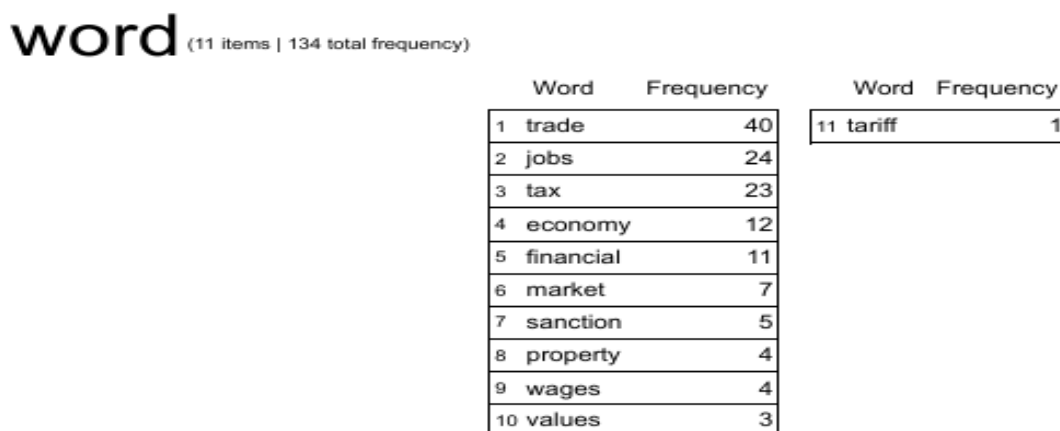 word (11 items | 134 total frequency)
Word Frequency Word Frequency
1 trade 40 11 tariff 1
2 jobs 24
3 tax 23
4 economy 12
5 financial 11
6 market 7
7 sanction 5
8 property 4
9 wages 4
10 values 3